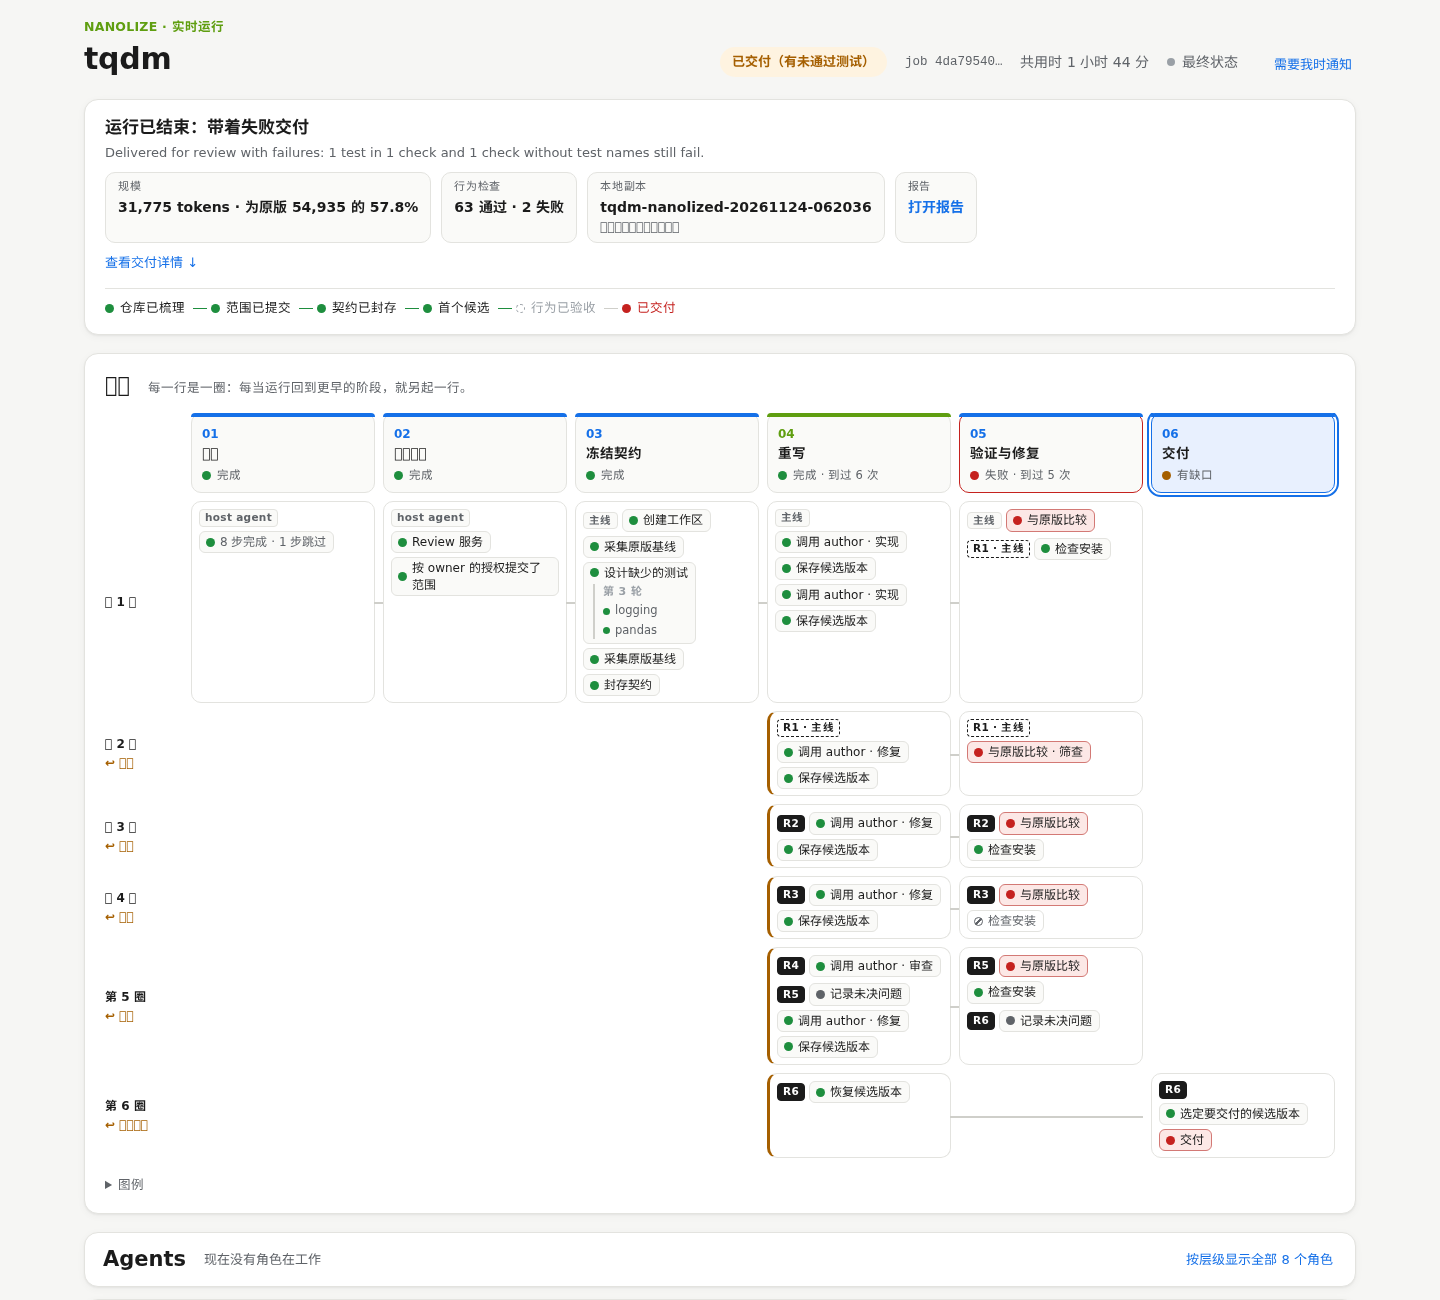 NANOLIZE · 实时运行
tqdm
已交付（有未通过测试）
job 4da79540…
共用时 1 小时 44 分
最终状态
需要我时通知
运行已结束：带着失败交付
Delivered for review with failures: 1 test in 1 check and 1 check without test names still fail.
规模
31,775 tokens · 为原版 54,935 的 57.8%
行为检查
63 通过 · 2 失败
本地副本
tqdm-nanolized-20261124-062036
报告
打开报告
查看交付详情 ↓
仓库已梳理
范围已提交
契约已封存
首个候选
行为已验收
已交付
每一行是一圈：每当运行回到更早的阶段，就另起一行。
01
完成
02
完成
03
冻结契约
完成
04
重写
完成 · 到过 6 次
05
验证与修复
失败 · 到过 5 次
06
交付
有缺口
1
host agent
8 步完成 · 1 步跳过
host agent
Review 服务
按 owner 的授权提交了
范围
主线 创建工作区
采集原版基线
设计缺少的测试
第 3 轮
logging
pandas
采集原版基线
封存契约
主线
调用 author · 实现
保存候选版本
调用 author · 实现
保存候选版本
主线 与原版比较
R1 · 主线 检查安装
2
↩
R1 · 主线
调用 author · 修复
保存候选版本
R1 · 主线
与原版比较 · 筛查
3
↩
R2 调用 author · 修复
保存候选版本
R2 与原版比较
检查安装
4
↩
R3 调用 author · 修复
保存候选版本
R3 与原版比较
检查安装
第 5 圈
↩
R4 调用 author · 审查
R5 记录未决问题
调用 author · 修复
保存候选版本
R5 与原版比较
检查安装
R6 记录未决问题
第 6 圈
↩
R6 恢复候选版本
R6
选定要交付的候选版本
交付
▶ 图例
Agents
现在没有角色在工作
按层级显示全部 8 个角色